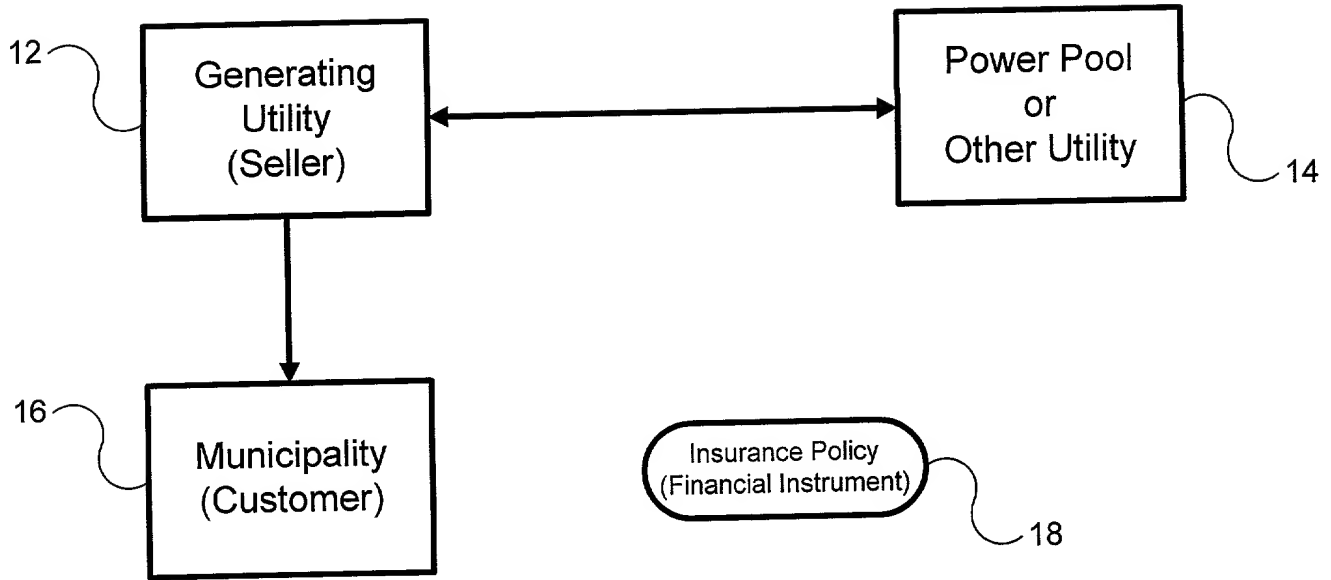 12
Generating
Utility
(Seller)
Power Pool
or
Other Utility
14
16
Municipality
(Customer)
Insurance Policy
(Financial Instrument)
18